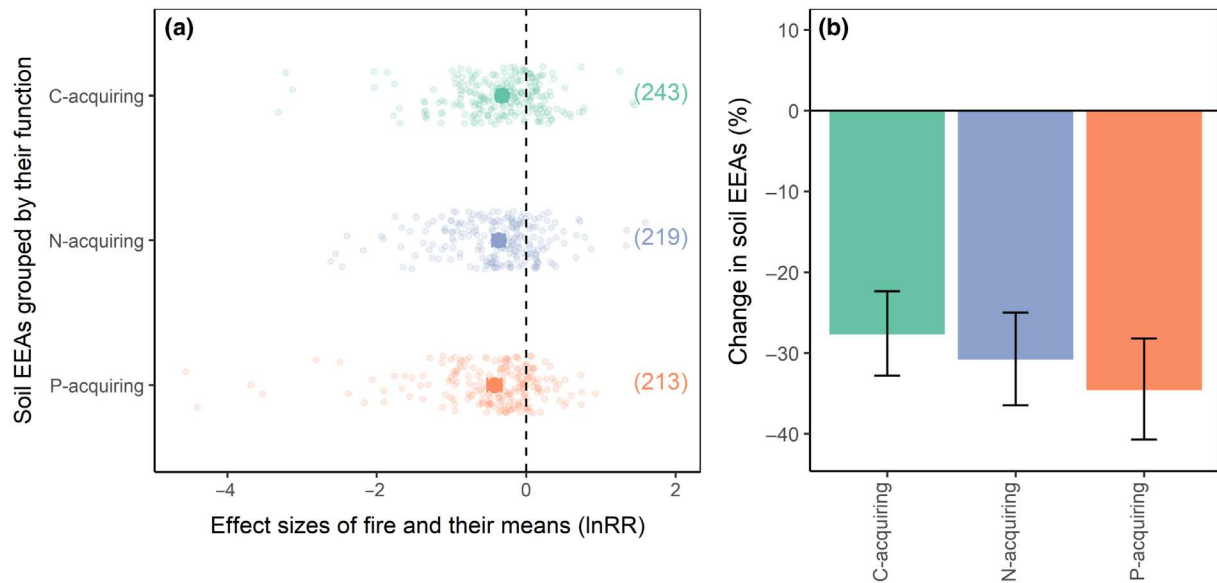 (a)
Soil EEAs grouped by their function
C-acquiring
N-acquiring
P-acquiring
(243)
(219)
(213)
−4
−2
0
2
Effect sizes of fire and their means (lnRR)
(b)
Change in soil EEAs (%)
10
0
−10
−20
−30
−40
C-acquiring
N-acquiring
P-acquiring